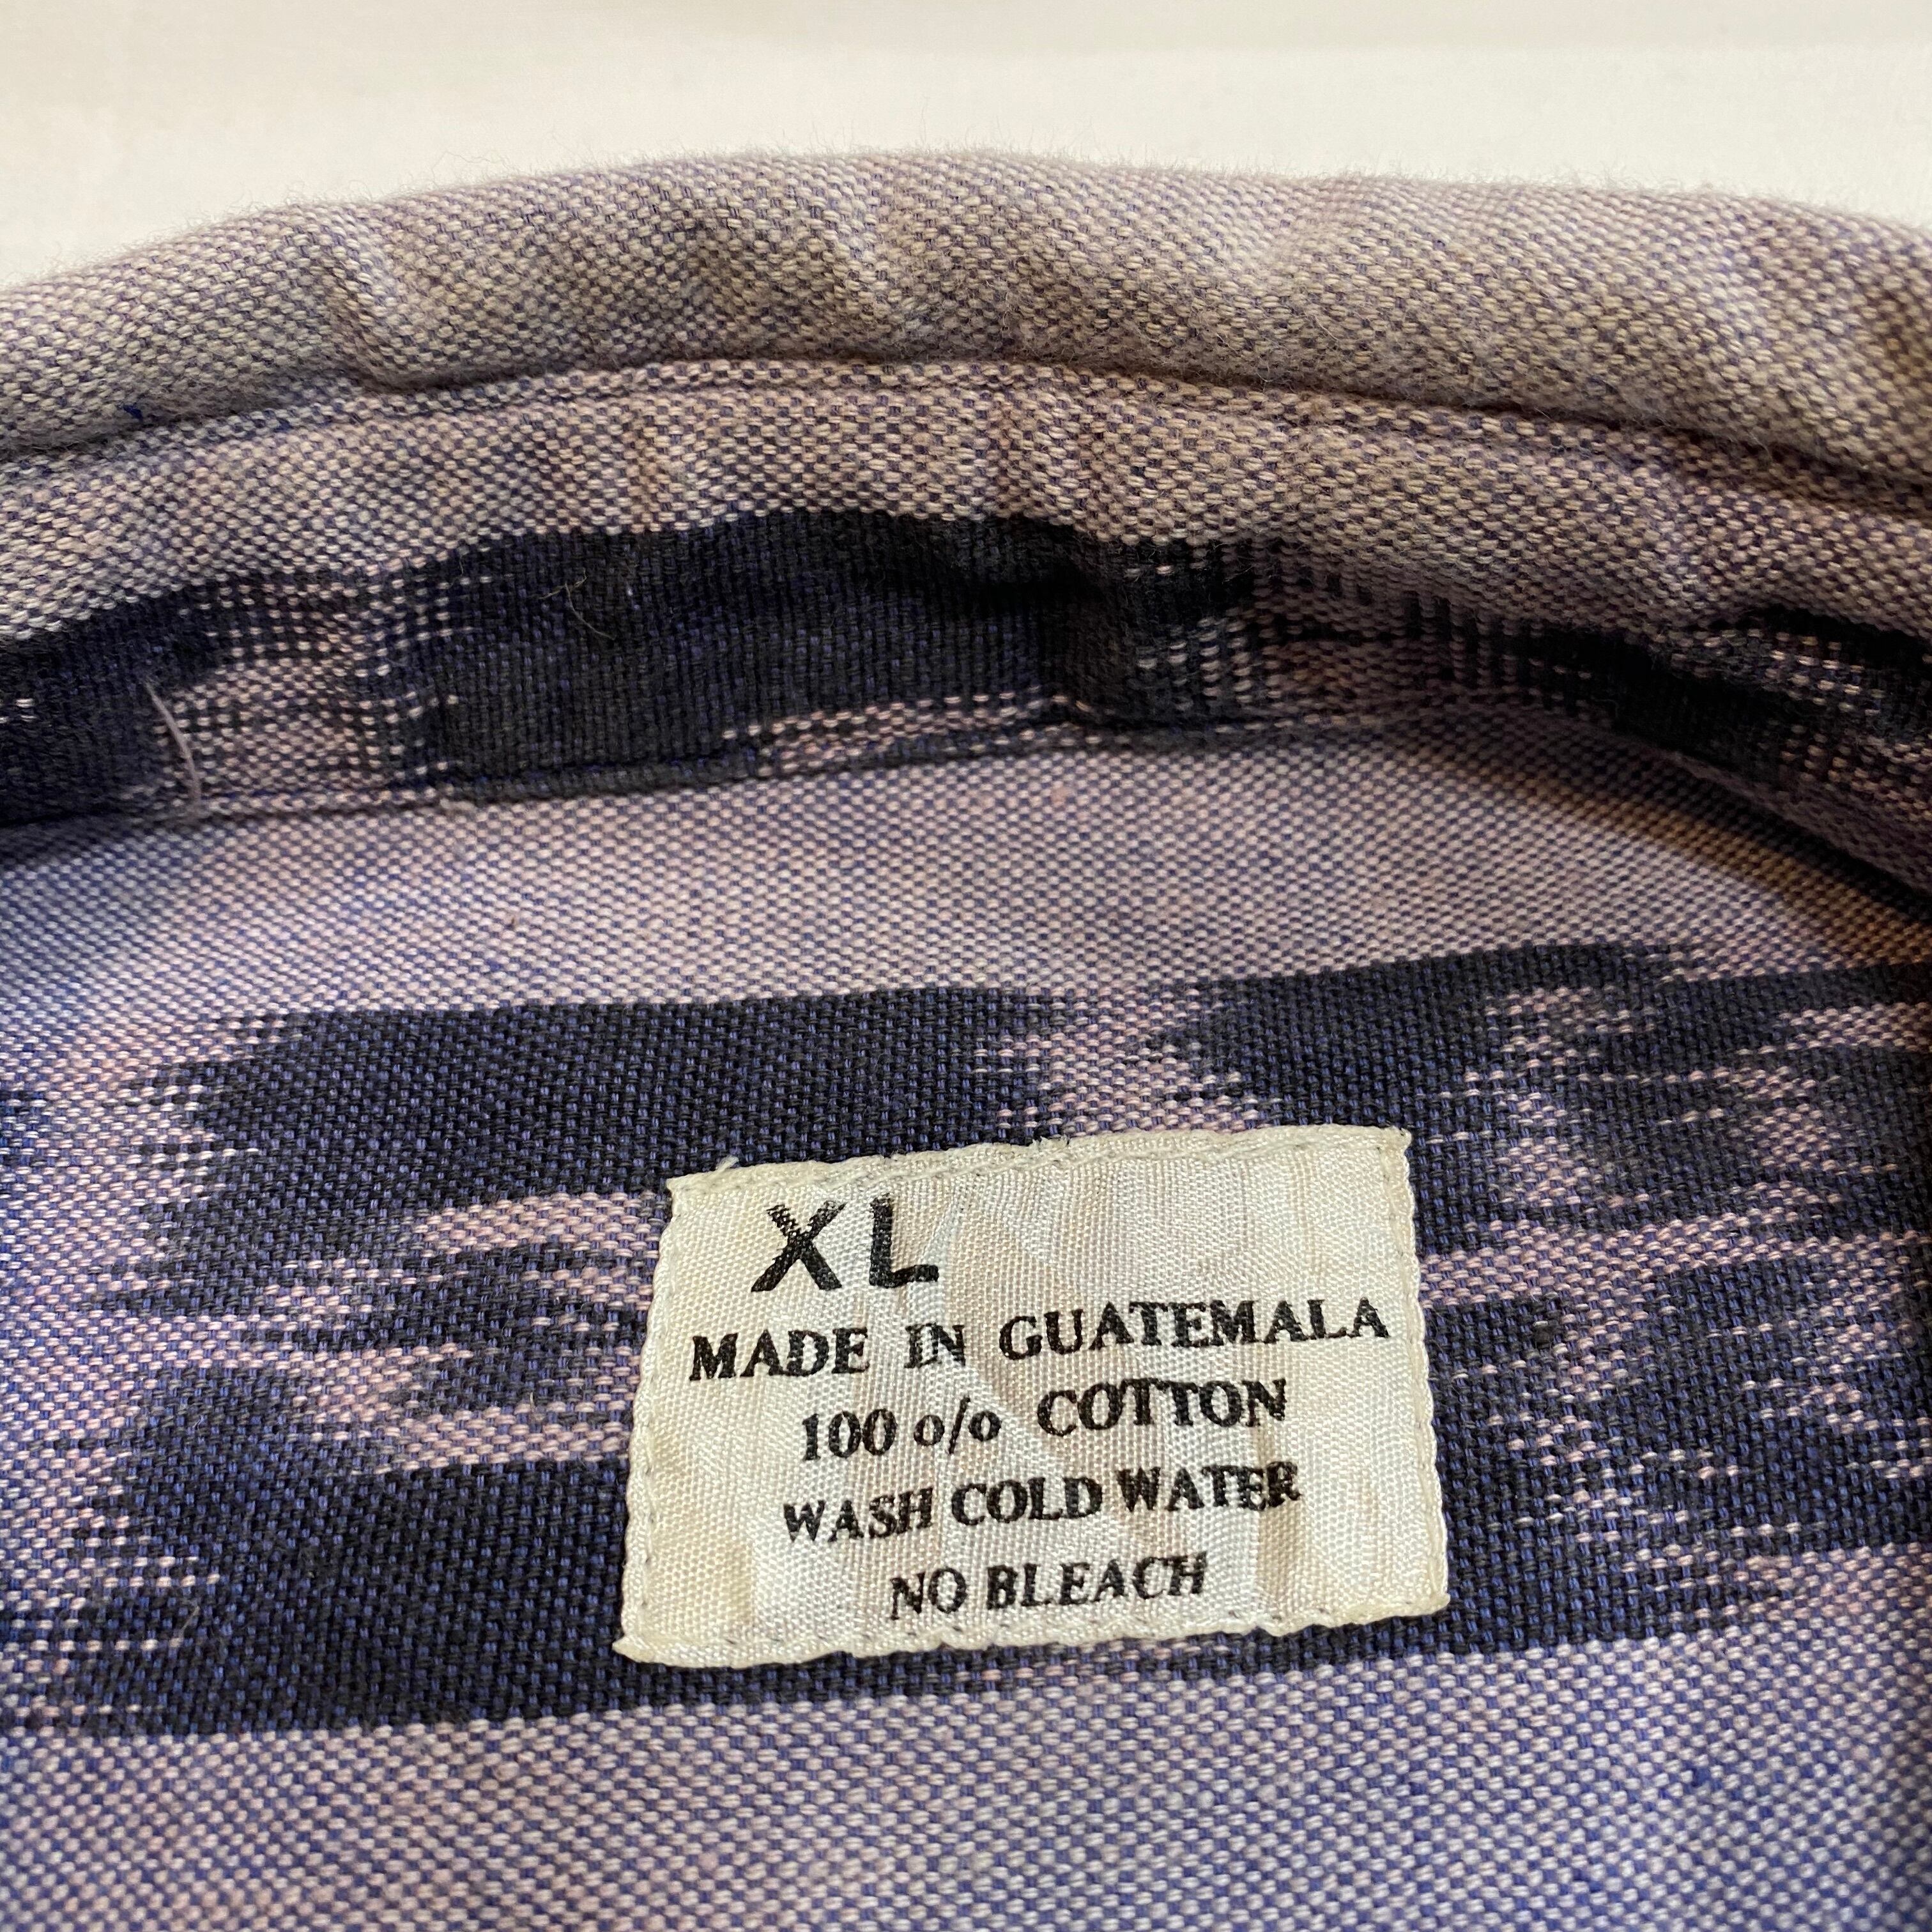 XL
MADE IN GUATEMALA
100 o/o COTTON
WASH COLD WATER
NO BLEACH